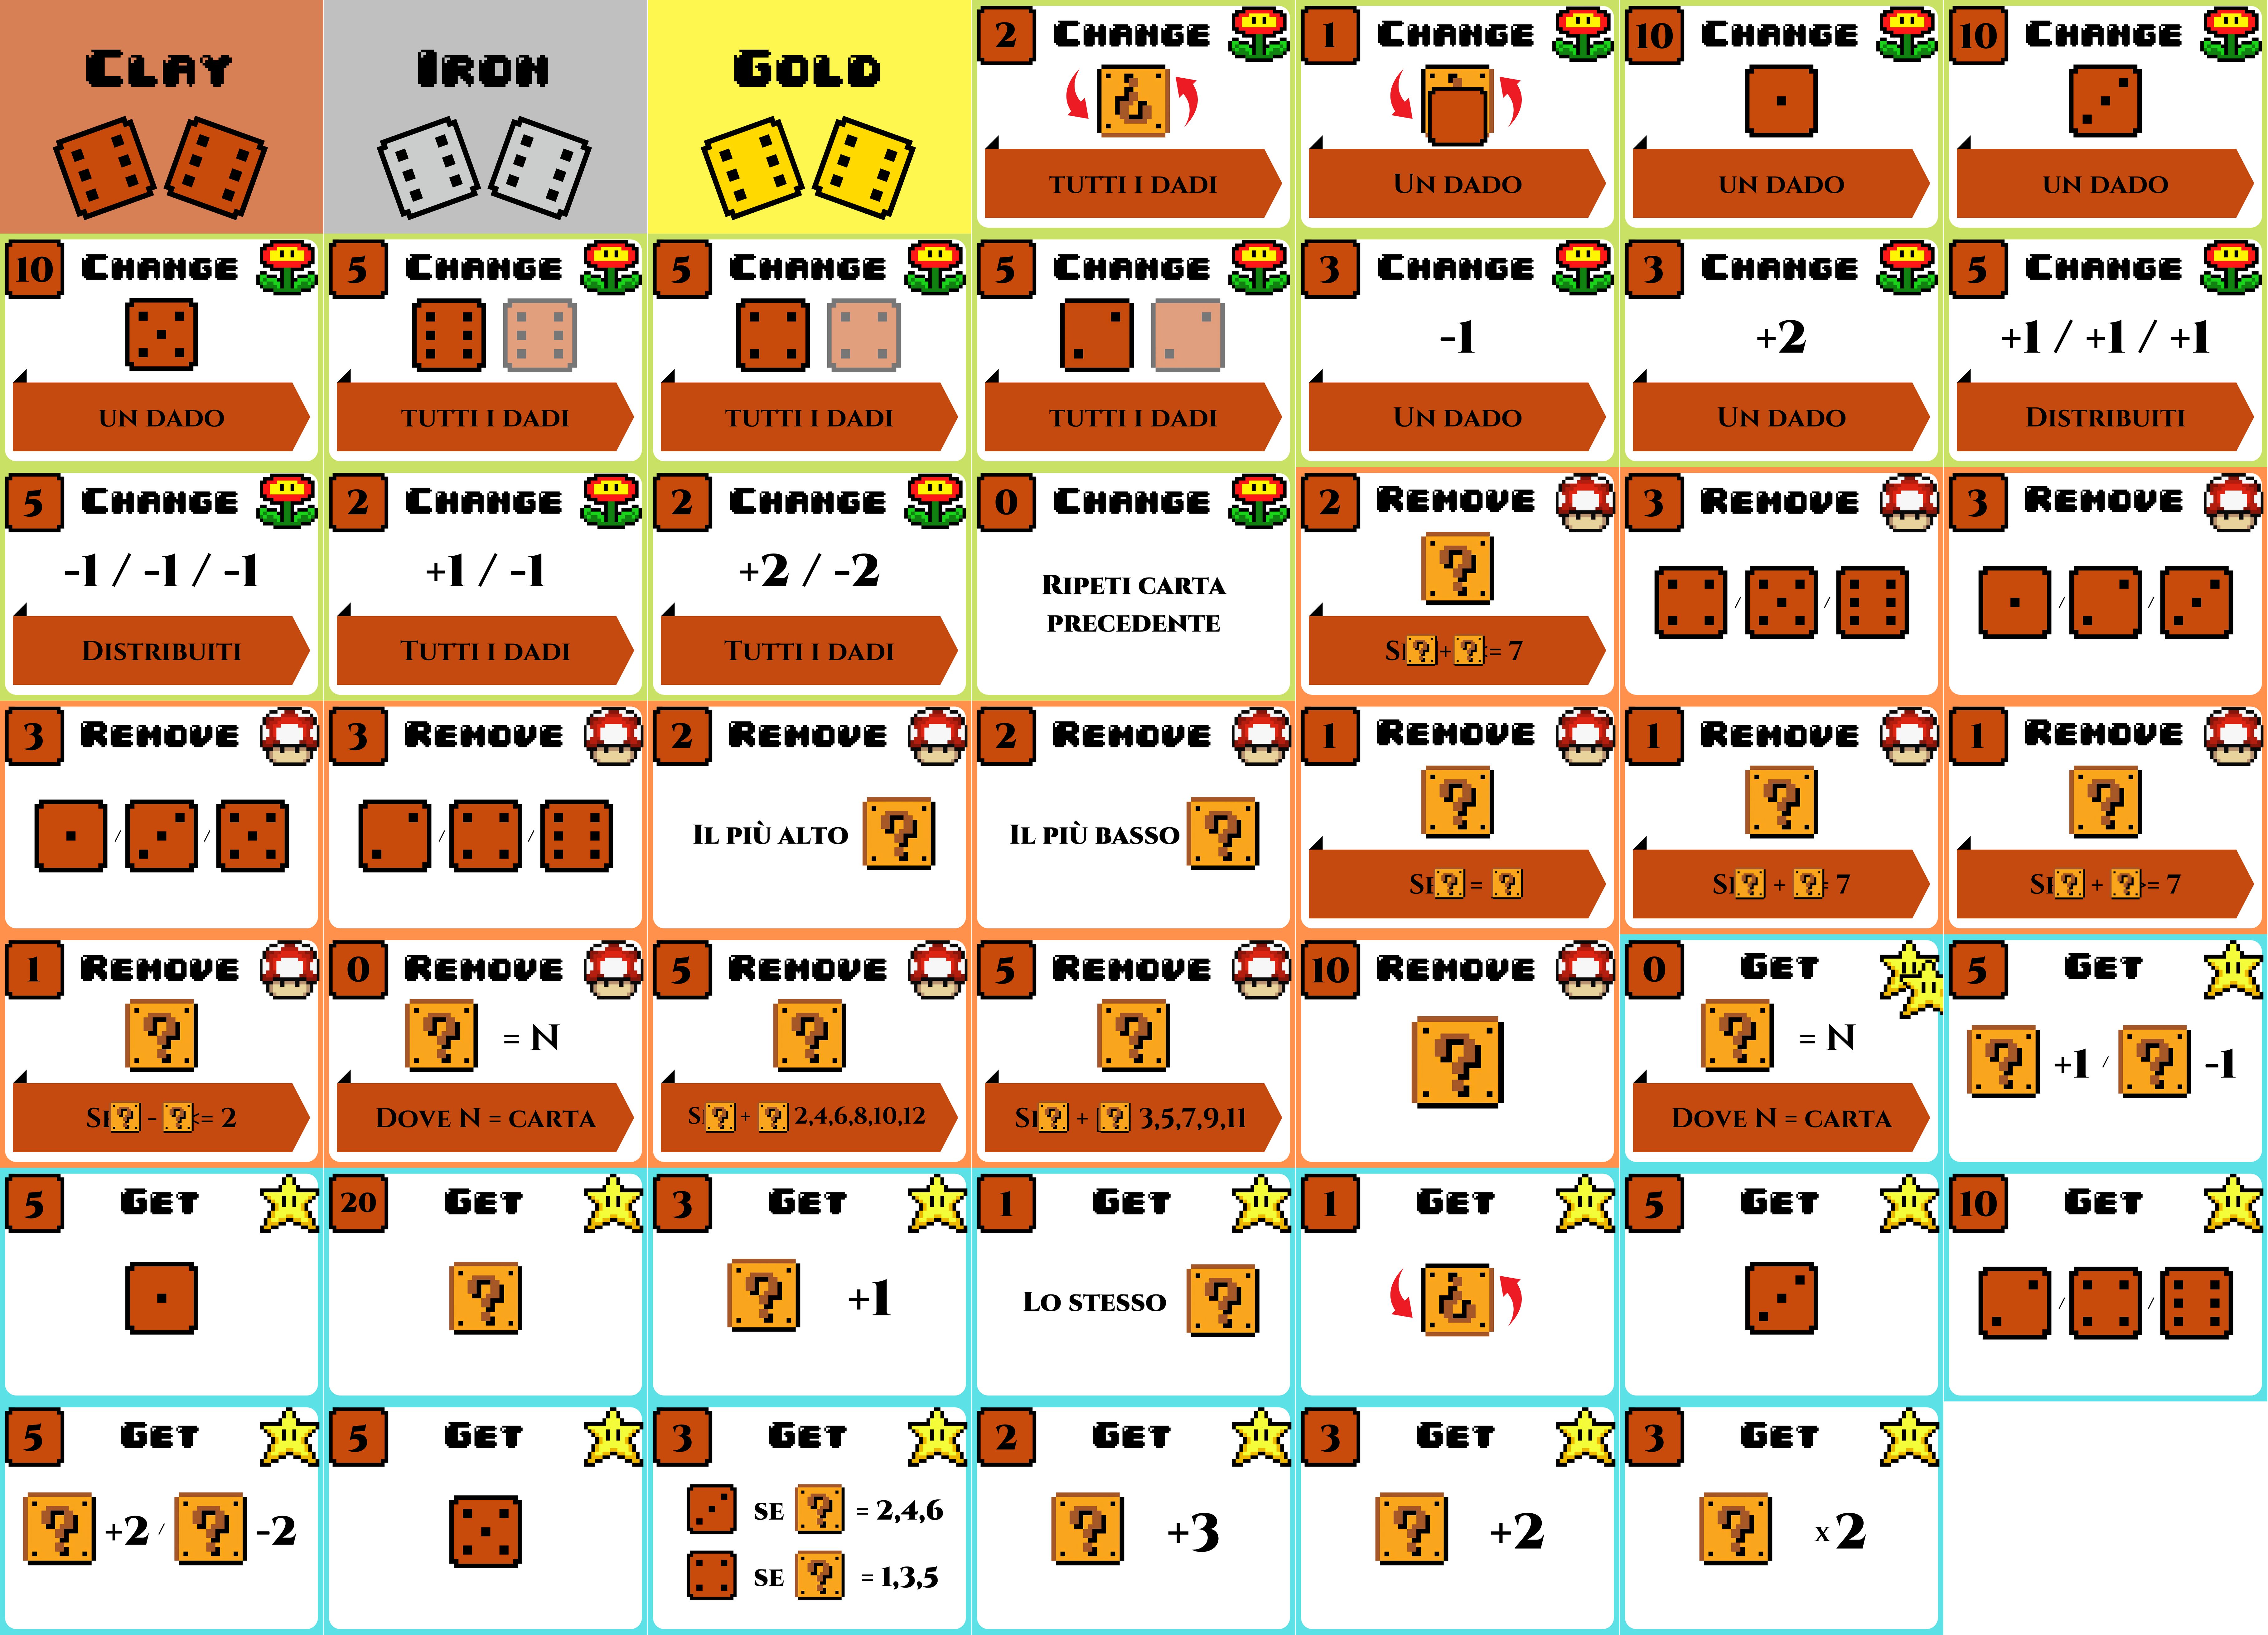 Clay
Iron
Gold
2 Change
Tutti i dadi
1 Change
Un dado
10 Change
un dado
10 Change
un dado
10 Change
un dado
5 Change
tutti i dadi
5 Change
tutti i dadi
5 Change
tutti i dadi
3 Change
-1
Un dado
3 Change
+2
Un dado
5 Change
+1 / +1 / +1
Distribuiti
5 Change
-1 / -1 / -1
Distribuiti
2 Change
+1 / -1
Tutti i dadi
2 Change
+2 / -2
Tutti i dadi
0 Change
Ripeti carta
precedente
2 Remove
?
Se ? + ? <= 7
3 Remove
/ /
3 Remove
/ /
3 Remove
/ /
3 Remove
/ /
2 Remove
Il più alto ?
2 Remove
Il più basso ?
1 Remove
?
Se ? = ?
1 Remove
?
Se ? + ? = 7
1 Remove
?
Se ? + ? >= 7
1 Remove
?
Se ? - ? <= 2
0 Remove
? = N
Dove N = carta
5 Remove
?
Se ? + ? 2,4,6,8,10,12
5 Remove
?
Se ? + ? 3,5,7,9,11
10 Remove
?
0 Get
? = N
Dove N = carta
5 Get
? +1 / ? -1
5 Get
20 Get
?
3 Get
? +1
1 Get
Lo stesso ?
1 Get
?
5 Get
10 Get
/ /
5 Get
? +2 / ? -2
5 Get
3 Get
se ? = 2,4,6
se ? = 1,3,5
2 Get
? +3
3 Get
? +2
3 Get
? x 2